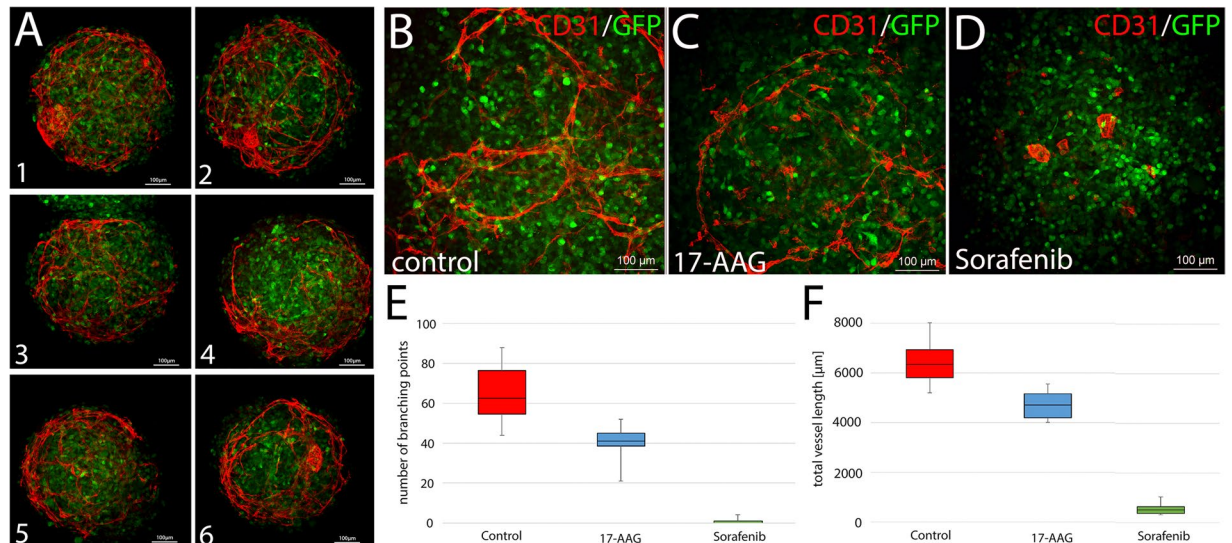 A
1
100µm
2
100µm
3
100µm
4
100µm
5
100µm
6
100µm
B
CD31/GFP
control
100 µm
C
CD31/GFP
17-AAG
100 µm
D
CD31/GFP
Sorafenib
100 µm
E
number of branching points
100
80
60
40
20
0
Control
17-AAG
Sorafenib
F
total vessel length [µm]
8000
6000
4000
2000
0
Control
17-AAG
Sorafenib